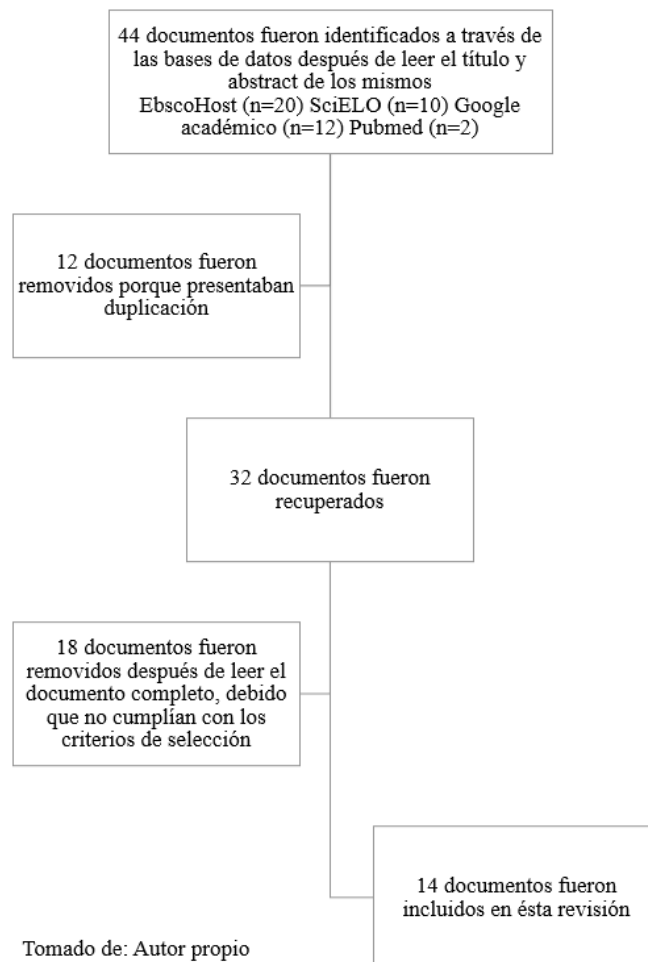 44 documentos fueron identificados a través de
las bases de datos después de leer el título y
abstract de los mismos
EbscoHost (n=20) SciELO (n=10) Google
académico (n=12) Pubmed (n=2)
12 documentos fueron
removidos porque presentaban
duplicación
32 documentos fueron
recuperados
18 documentos fueron
removidos después de leer el
documento completo, debido
que no cumplían con los
criterios de selección
14 documentos fueron
incluidos en ésta revisión
Tomado de: Autor propio